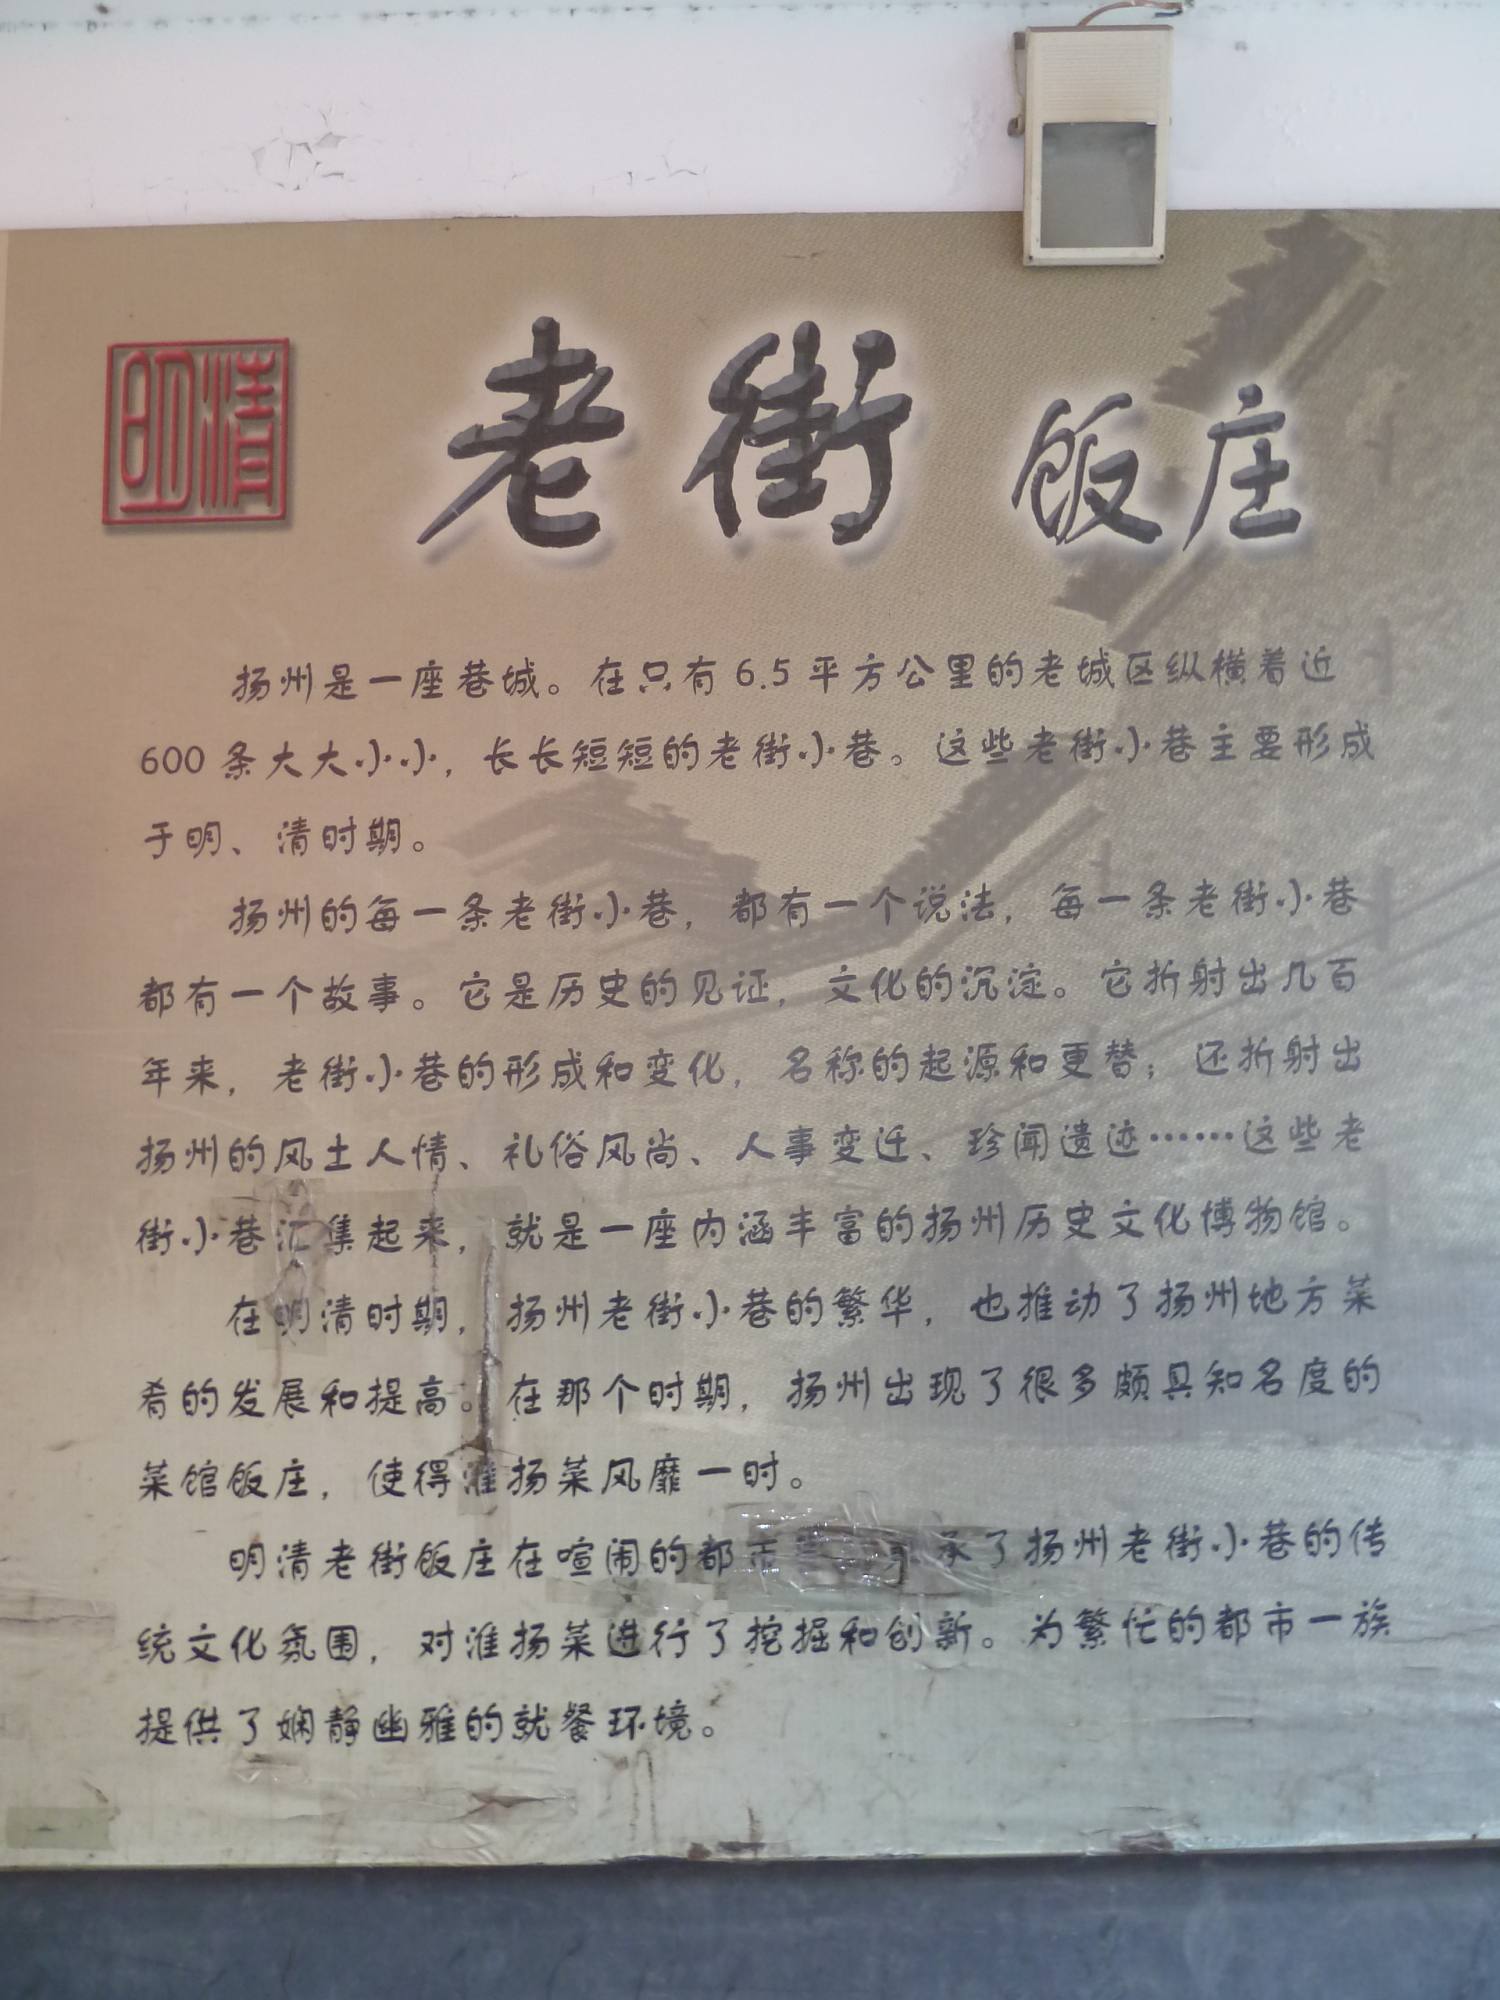 明清
老街 饭庄
扬州是一座巷城。在只有6.5平方公里的老城区纵横着近
600条大大小小，长长短短的老街小巷。这些老街小巷主要形成
于明、清时期。
扬州的每一条老街小巷，都有一个说法，每一条老街小巷
都有一个故事。它是历史的见证，文化的沉淀。它折射出几百
年来，老街小巷的形成和变化，名称的起源和更替；还折射出
扬州的风土人情、礼俗风尚、人事变迁、珍闻遗迹……这些老
街小巷汇集起来，就是一座内涵丰富的扬州历史文化博物馆。
在明清时期，扬州老街小巷的繁华，也推动了扬州地方菜
肴的发展和提高。在那个时期，扬州出现了很多颇具知名度的
菜馆饭庄，使得淮扬菜风靡一时。
明清老街饭庄在喧闹的都市承了扬州老街小巷的传
统文化氛围，对淮扬菜进行了挖掘和创新。为繁忙的都市一族
提供了娴静幽雅的就餐环境。